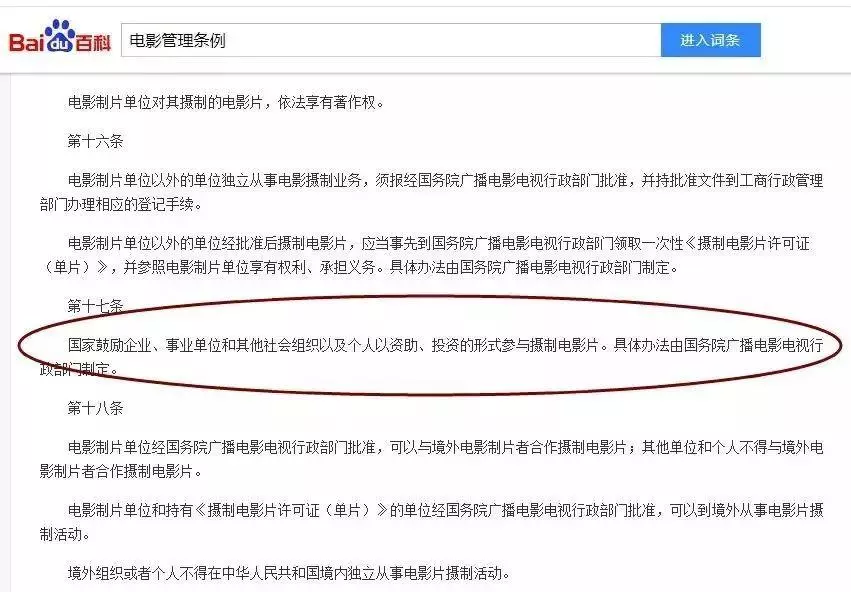 Bai du 百科
电影管理条例
进入词条
电影制片单位对其摄制的电影片，依法享有著作权。
第十六条
电影制片单位以外的单位独立从事电影摄制业务，须报经国务院广播电影电视行政部门批准，并持批准文件到工商行政管理
部门办理相应的登记手续。
电影制片单位以外的单位经批准后摄制电影片，应当事先到国务院广播电影电视行政部门领取一次性《摄制电影片许可证
（单片）》，并参照电影制片单位享有权利、承担义务。具体办法由国务院广播电影电视行政部门制定。
第十七条
国家鼓励企业、事业单位和其他社会组织以及个人以资助、投资的形式参与摄制电影片。具体办法由国务院广播电影电视行
政部门制定。
第十八条
电影制片单位经国务院广播电影电视行政部门批准，可以与境外电影制片者合作摄制电影片；其他单位和个人不得与境外电
影制片者合作摄制电影片。
电影制片单位和持有《摄制电影片许可证（单片）》的单位经国务院广播电影电视行政部门批准，可以到境外从事电影片摄
制活动。
境外组织或者个人不得在中华人民共和国境内独立从事电影片摄制活动。